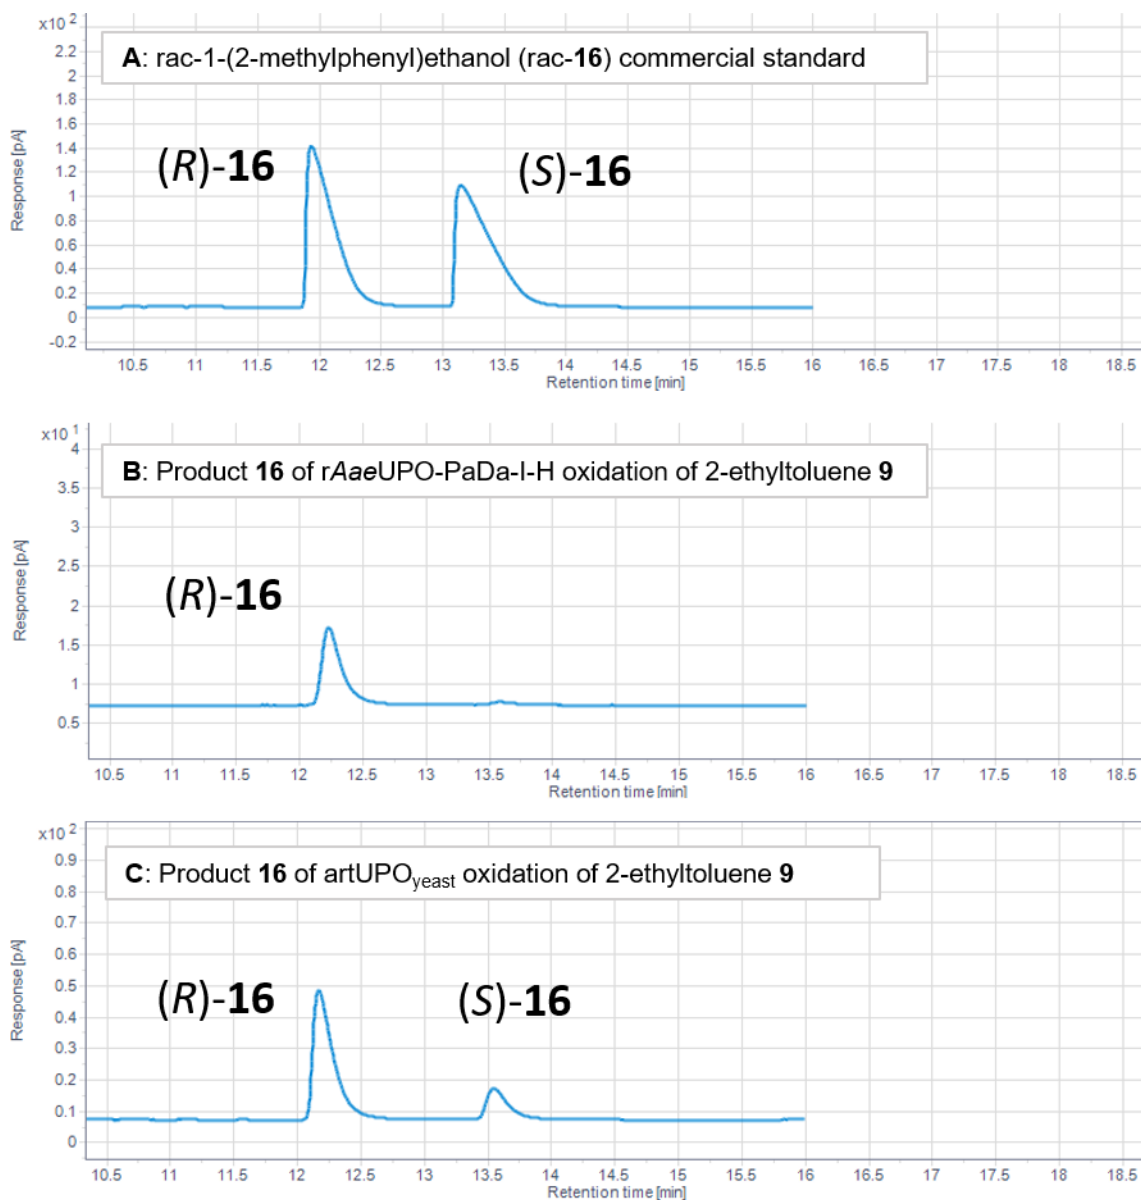 x10 2
A: rac-1-(2-methylphenyl)ethanol (rac-16) commercial standard
2.2
2
1.8
1.6
1.4
1.2
1
0.8
0.6
0.4
0.2
0
-0.2
Response [pA]
(R)-16
(S)-16
10.5 11 11.5 12 12.5 13 13.5 14 14.5 15 15.5 16 16.5 17 17.5 18 18.5
Retention time [min]
x10 1
B: Product 16 of rAaeUPO-PaDa-I-H oxidation of 2-ethyltoluene 9
4
3.5
3
2.5
2
1.5
1
0.5
Response [pA]
(R)-16
10.5 11 11.5 12 12.5 13 13.5 14 14.5 15 15.5 16 16.5 17 17.5 18 18.5
Retention time [min]
x10 2
C: Product 16 of artUPOyeast oxidation of 2-ethyltoluene 9
0.9
0.8
0.7
0.6
0.5
0.4
0.3
0.2
0.1
0
Response [pA]
(R)-16
(S)-16
10.5 11 11.5 12 12.5 13 13.5 14 14.5 15 15.5 16 16.5 17 17.5 18 18.5
Retention time [min]